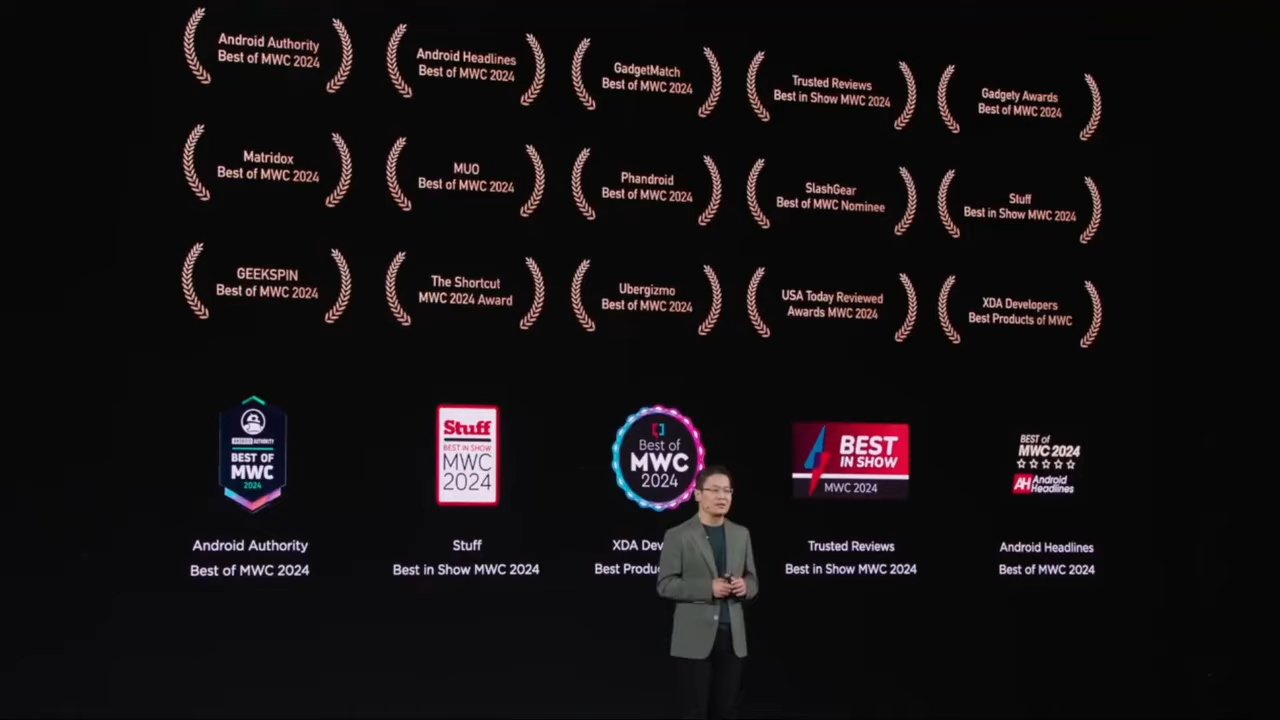 Android Authority
Best of MWC 2024
Android Headlines
Best of MWC 2024
GadgetMatch
Best of MWC 2024
Trusted Reviews
Best in Show MWC 2024
Gadgety Awards
Best of MWC 2024
Matridox
Best of MWC 2024
MUO
Best of MWC 2024
Phandroid
Best of MWC 2024
SlashGear
Best of MWC Nominee
Stuff
Best in Show MWC 2024
GEEKSPIN
Best of MWC 2024
The Shortcut
MWC 2024 Award
Ubergizmo
Best of MWC 2024
USA Today Reviewed
Awards MWC 2024
XDA Developers
Best Products of MWC
ANDROID AUTHORITY
BEST OF
MWC
2024
Stuff
BEST IN SHOW
MWC
2024
Best of
MWC
2024
BEST
IN SHOW
MWC 2024
BEST of
MWC 2024
AH Android
Headlines
Android Authority
Best of MWC 2024
Stuff
Best in Show MWC 2024
XDA Dev
Best Produc
Trusted Reviews
Best in Show MWC 2024
Android Headlines
Best of MWC 2024